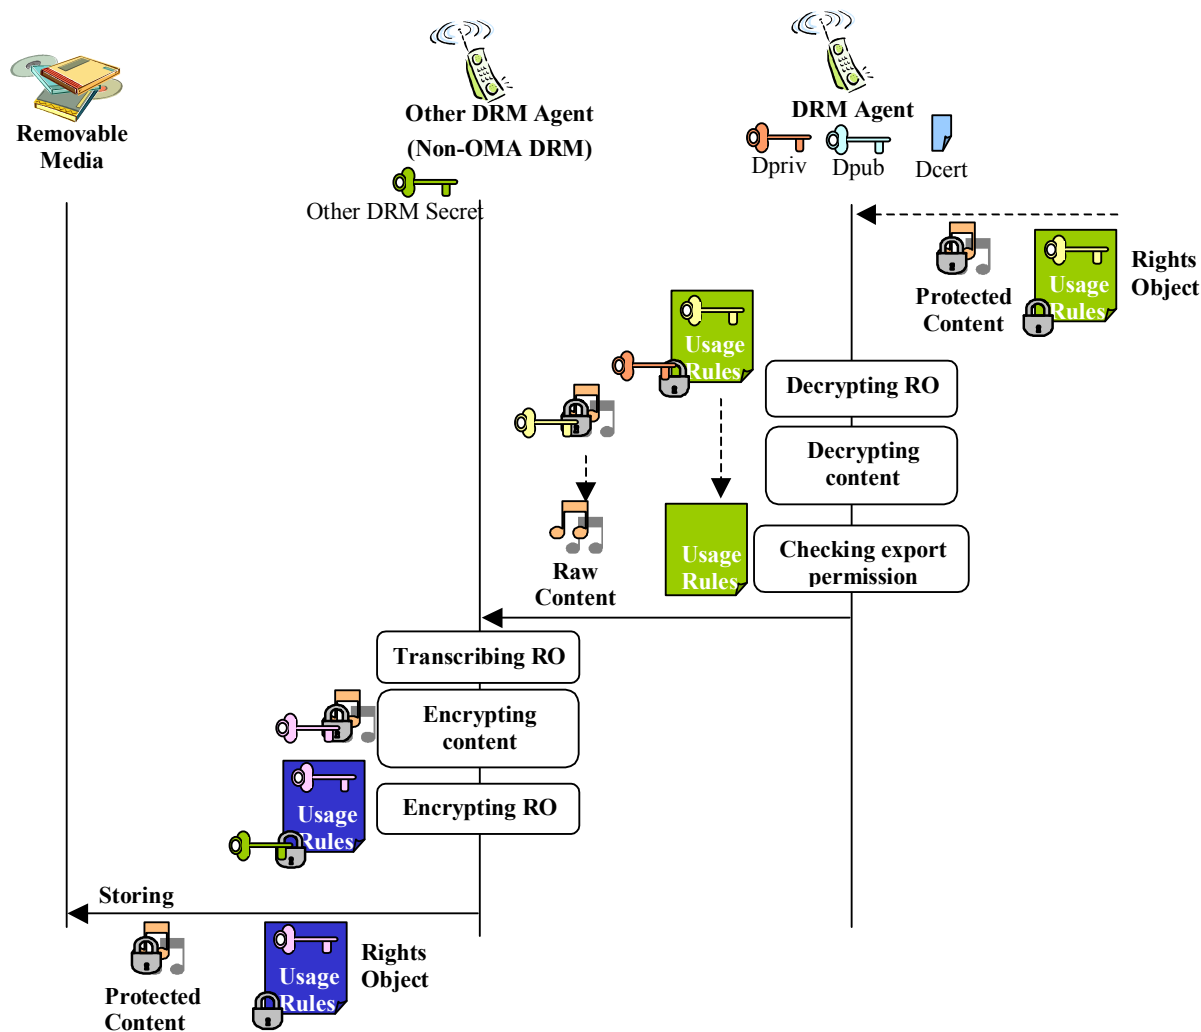 Removable
Media
Other DRM Agent
(Non-OMA DRM)
Other DRM Secret
DRM Agent
Dpriv
Dpub
Dcert
Protected
Content
Usage
Rules
Rights
Object
Usage
Rules
Decrypting RO
Decrypting
content
Raw
Content
Usage
Rules
Checking export
permission
Transcribing RO
Encrypting
content
Usage
Rules
Encrypting RO
Storing
Protected
Content
Usage
Rules
Rights
Object